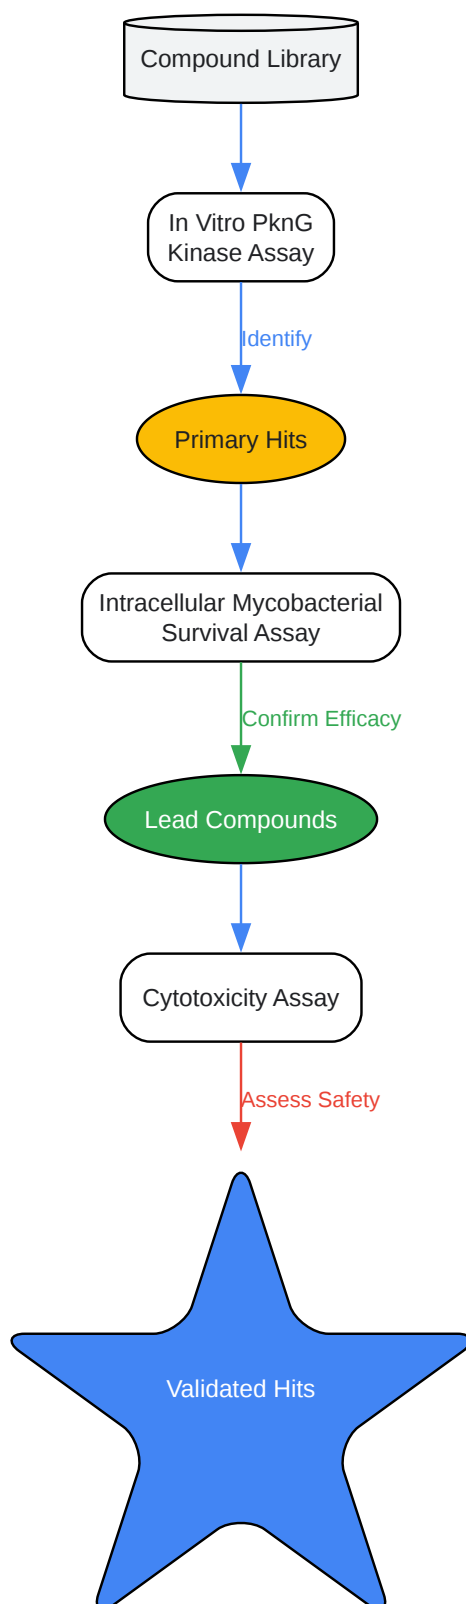 Compound Library
In Vitro PknG
Kinase Assay
Identify
Primary Hits
Intracellular Mycobacterial
Survival Assay
Confirm Efficacy
Lead Compounds
Cytotoxicity Assay
Assess Safety
Validated Hits